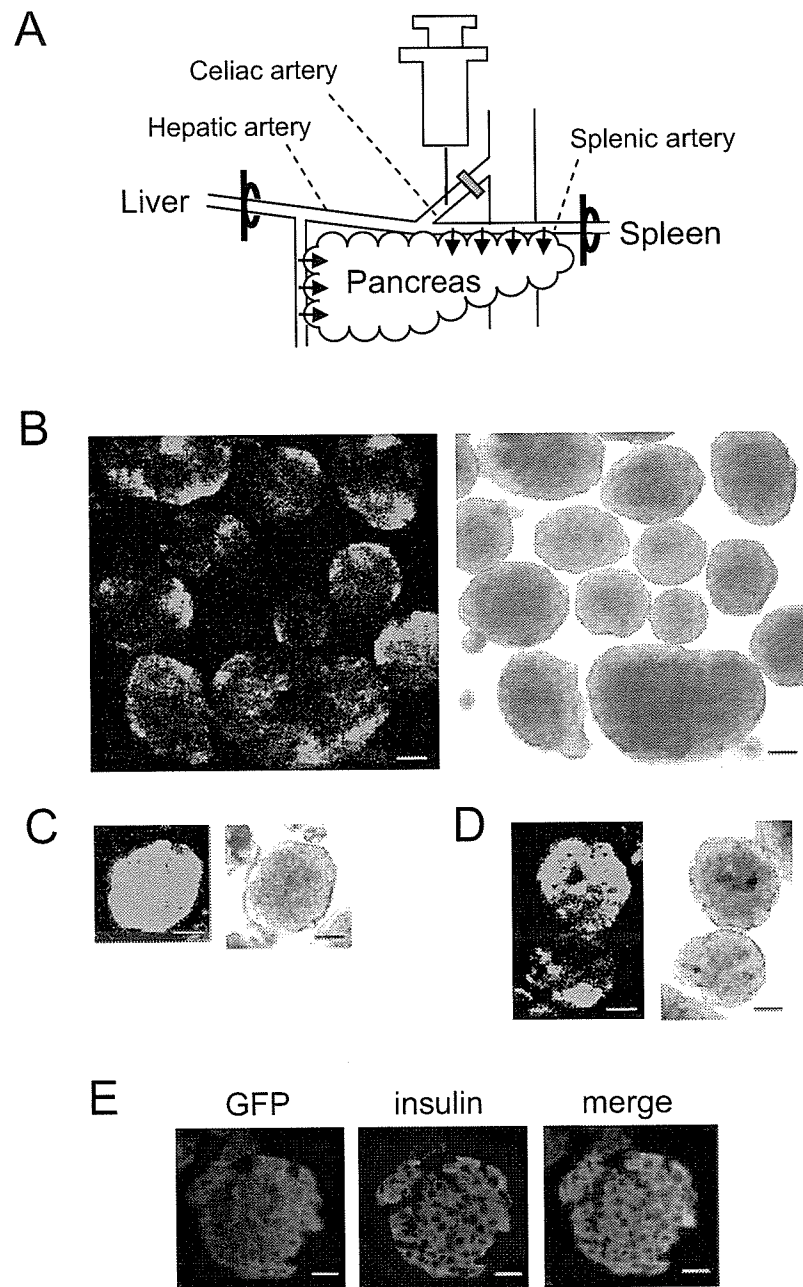 A
Celiac artery
Hepatic artery
Splenic artery
Liver
Spleen
Pancreas
B
C
D
E
GFP insulin merge